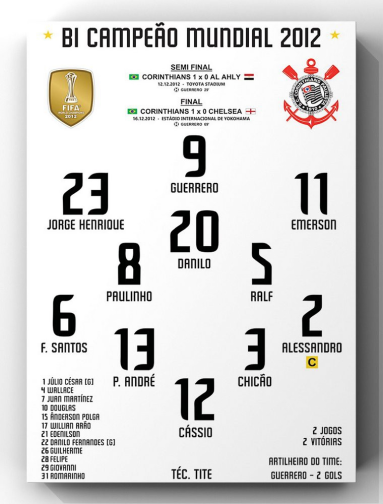 BI CAMPEÃO MUNDIAL 2012
SEMI FINAL
CORINTHIANS 1 x 0 AL AHLY
12.12.2012 - TOYOTA STADIUM
GUERRERO 29'
FINAL
CORINTHIANS 1 x 0 CHELSEA
16.12.2012 - ESTÁDIO INTERNACIONAL DE YOKOHAMA
GUERRERO
FIFA
2012
9
GUERRERO
23
JORGE HENRIQUE
11
EMERSON
20
DANILO
8
PAULINHO
5
RALF
6
F. SANTOS
2
ALESSANDRO
C
13
P. ANDRÉ
3
CHICÃO
12
CÁSSIO
1 JÚLIO CÉSAR [G]
4 WALLACE
7 JUAN MARTÍNEZ
10 DOUGLAS
15 ANDERSON POLGA
17 WILLIAN ARÃO
21 EDENILSON
22 DANILO FERNANDES [G]
26 GUILHERME
28 FELIPE
29 GIOVANNI
31 ROMARINHO
TÉC. TITE
2 JOGOS
2 VITÓRIAS
ARTILHEIRO DO TIME:
GUERRERO - 2 GOLS